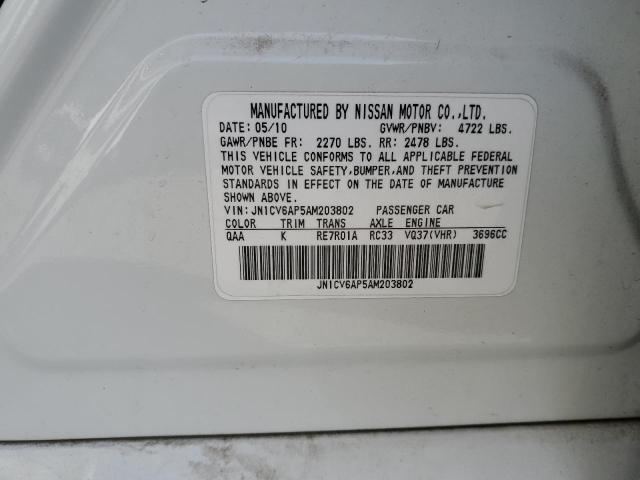 MANUFACTURED BY NISSAN MOTOR CO.,LTD.
DATE: 05/10 GVWR/PNBV: 4722 LBS.
GAWR/PNBE FR: 2270 LBS. RR: 2478 LBS.
THIS VEHICLE CONFORMS TO ALL APPLICABLE FEDERAL
MOTOR VEHICLE SAFETY,BUMPER,AND THEFT PREVENTION
STANDARDS IN EFFECT ON THE DATE OF MANUFACTURE
SHOWN ABOVE.
VIN: JN1CV6AP5AM203802 PASSENGER CAR
COLOR TRIM TRANS AXLE ENGINE
QAA K RE7R01A RC33 VQ37(VHR) 3696CC
JN1CV6AP5AM203802